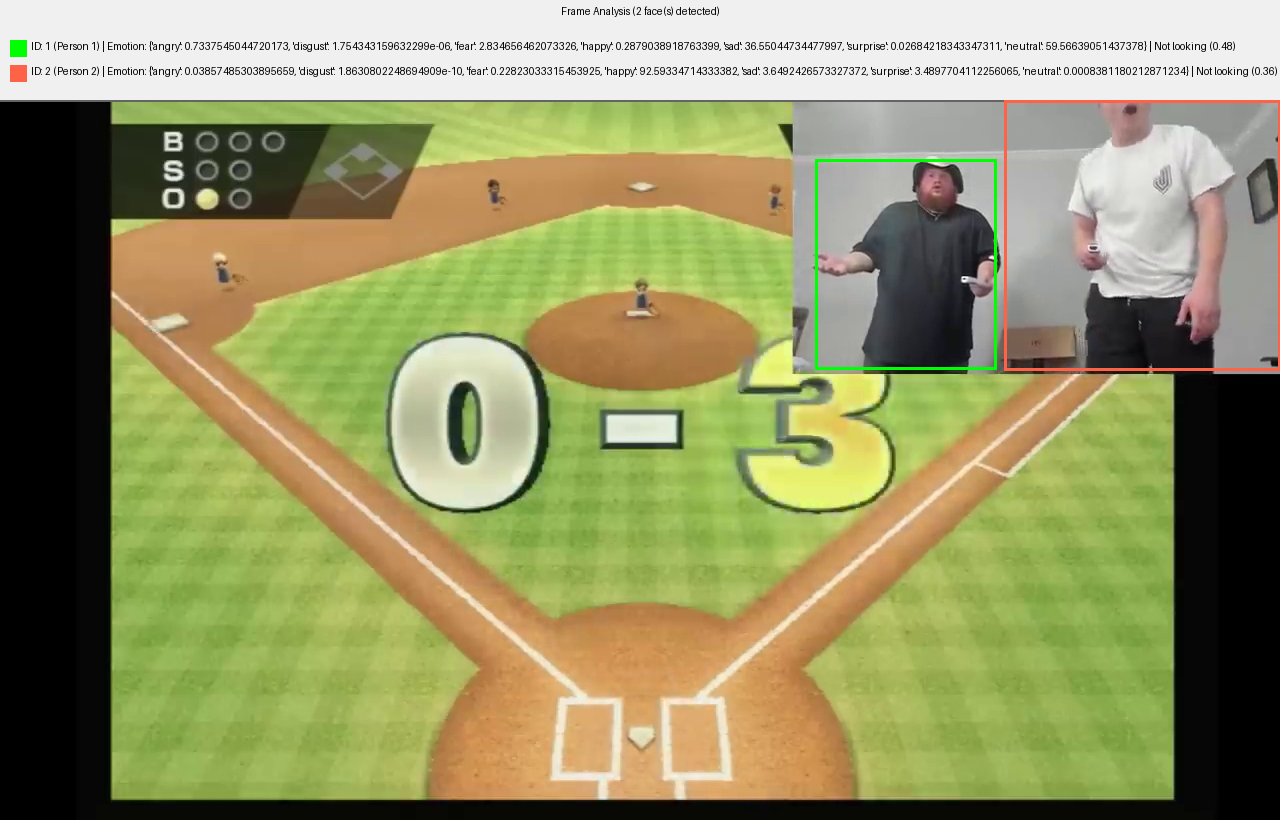 Frame Analysis (2 face(s) detected)
ID: 1 (Person 1) | Emotion: {'angry': 0.7337545044720173, 'disgust': 1.754343159632299e-06, 'fear': 2.834656462073326, 'happy': 0.2879038918763399, 'sad': 36.55044734477997, 'surprise': 0.02684218343347311, 'neutral': 59.56639051437378} | Not looking (0.48)
ID: 2 (Person 2) | Emotion: {'angry': 0.03857485303895659, 'disgust': 1.8630802248694909e-10, 'fear': 0.22823033315453925, 'happy': 92.59334714333382, 'sad': 3.6492426573327372, 'surprise': 3.4897704112256065, 'neutral': 0.0008381180212871234} | Not looking (0.36)
B
S
O
0 - 3